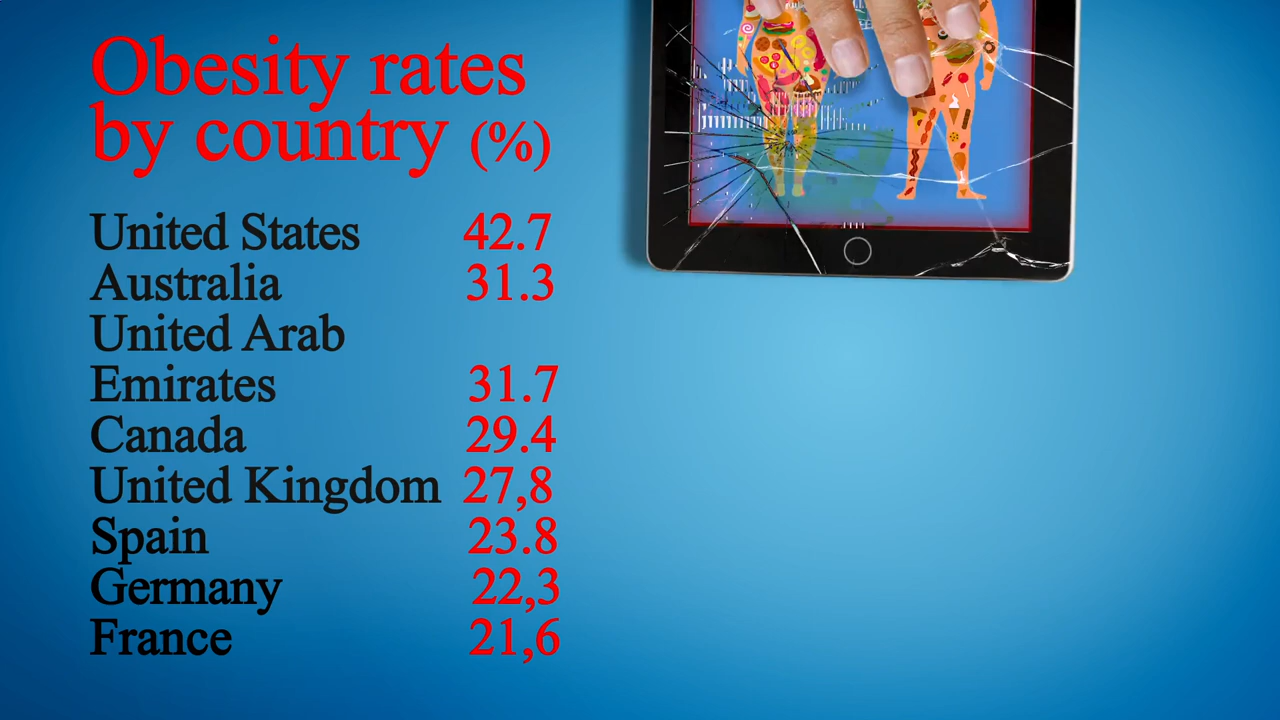 Obesity rates
by country (%)
United States 42.7
Australia 31.3
United Arab
Emirates 31.7
Canada 29.4
United Kingdom 27,8
Spain 23.8
Germany 22,3
France 21,6